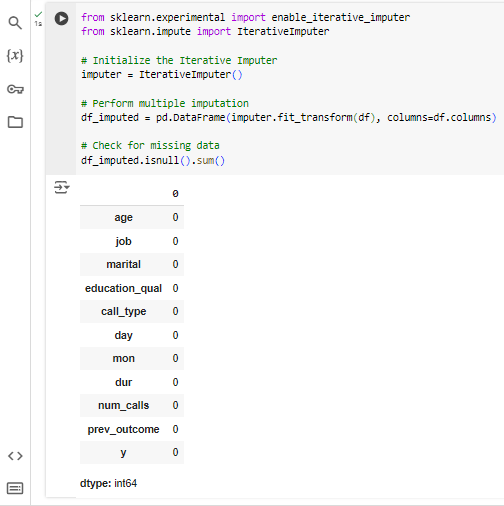 from sklearn.experimental import enable_iterative_imputer
from sklearn.impute import IterativeImputer
# Initialize the Iterative Imputer
imputer = IterativeImputer()
# Perform multiple imputation
df_imputed = pd.DataFrame(imputer.fit_transform(df), columns=df.columns)
# Check for missing data
df_imputed.isnull().sum()
1s
{x}
0
age 0
job 0
marital 0
education_qual 0
call_type 0
day 0
mon 0
dur 0
num_calls 0
prev_outcome 0
y 0
dtype: int64